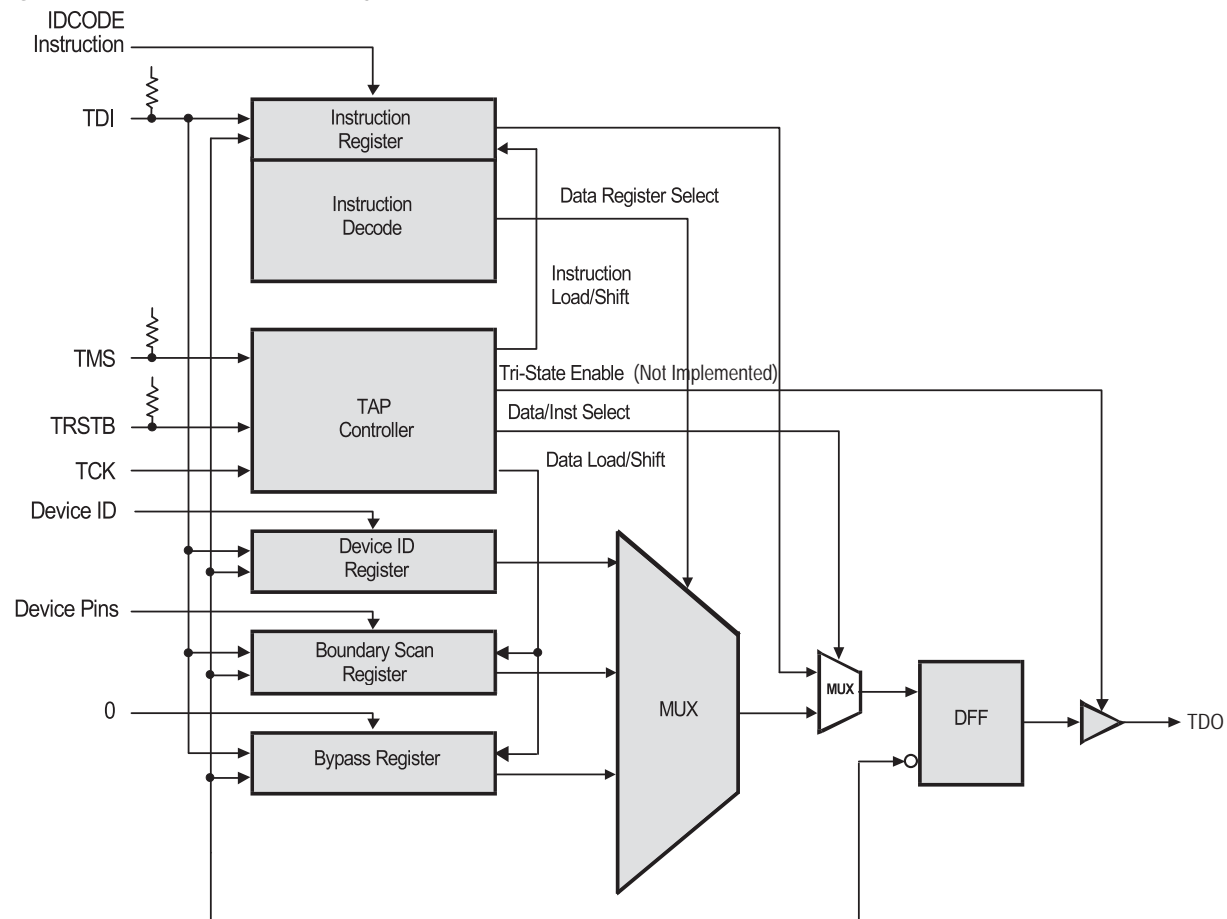 IDCODE
Instruction
TDI
Instruction
Register
Instruction
Decode
Data Register Select
Instruction
Load/Shift
TMS
TRSTB
TCK
TAP
Controller
Tri-State Enable (Not Implemented)
Data/Inst Select
Data Load/Shift
Device ID
Device ID
Register
Device Pins
Boundary Scan
Register
0
Bypass Register
MUX
MUX
DFF
TDO